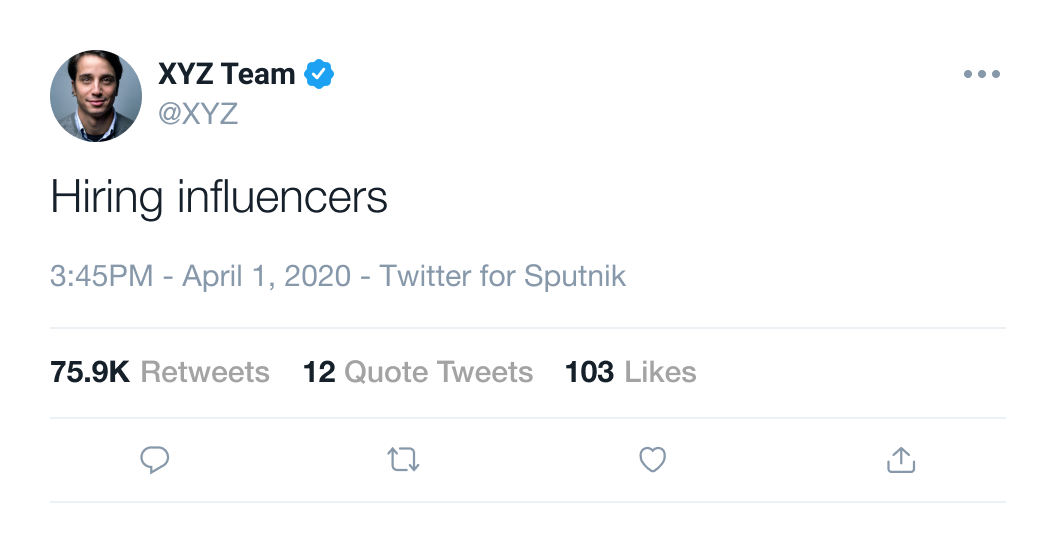 XYZ Team
@XYZ
Hiring influencers
3:45PM - April 1, 2020 - Twitter for Sputnik
75.9K Retweets 12 Quote Tweets 103 Likes